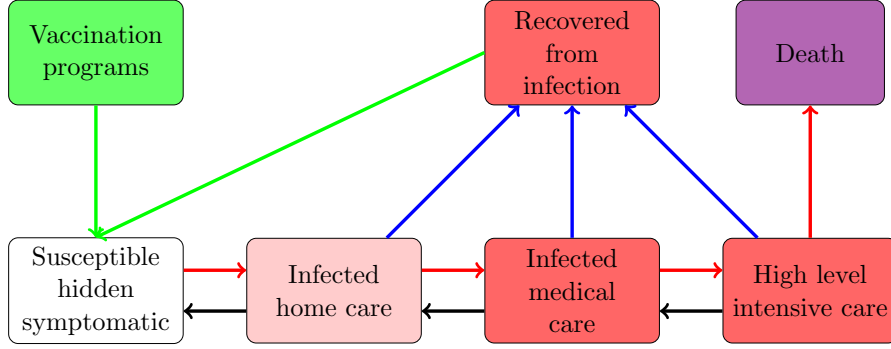 Vaccination
programs
Recovered
from
infection
Death
Susceptible
hidden
symptomatic
Infected
home care
Infected
medical
care
High level
intensive care